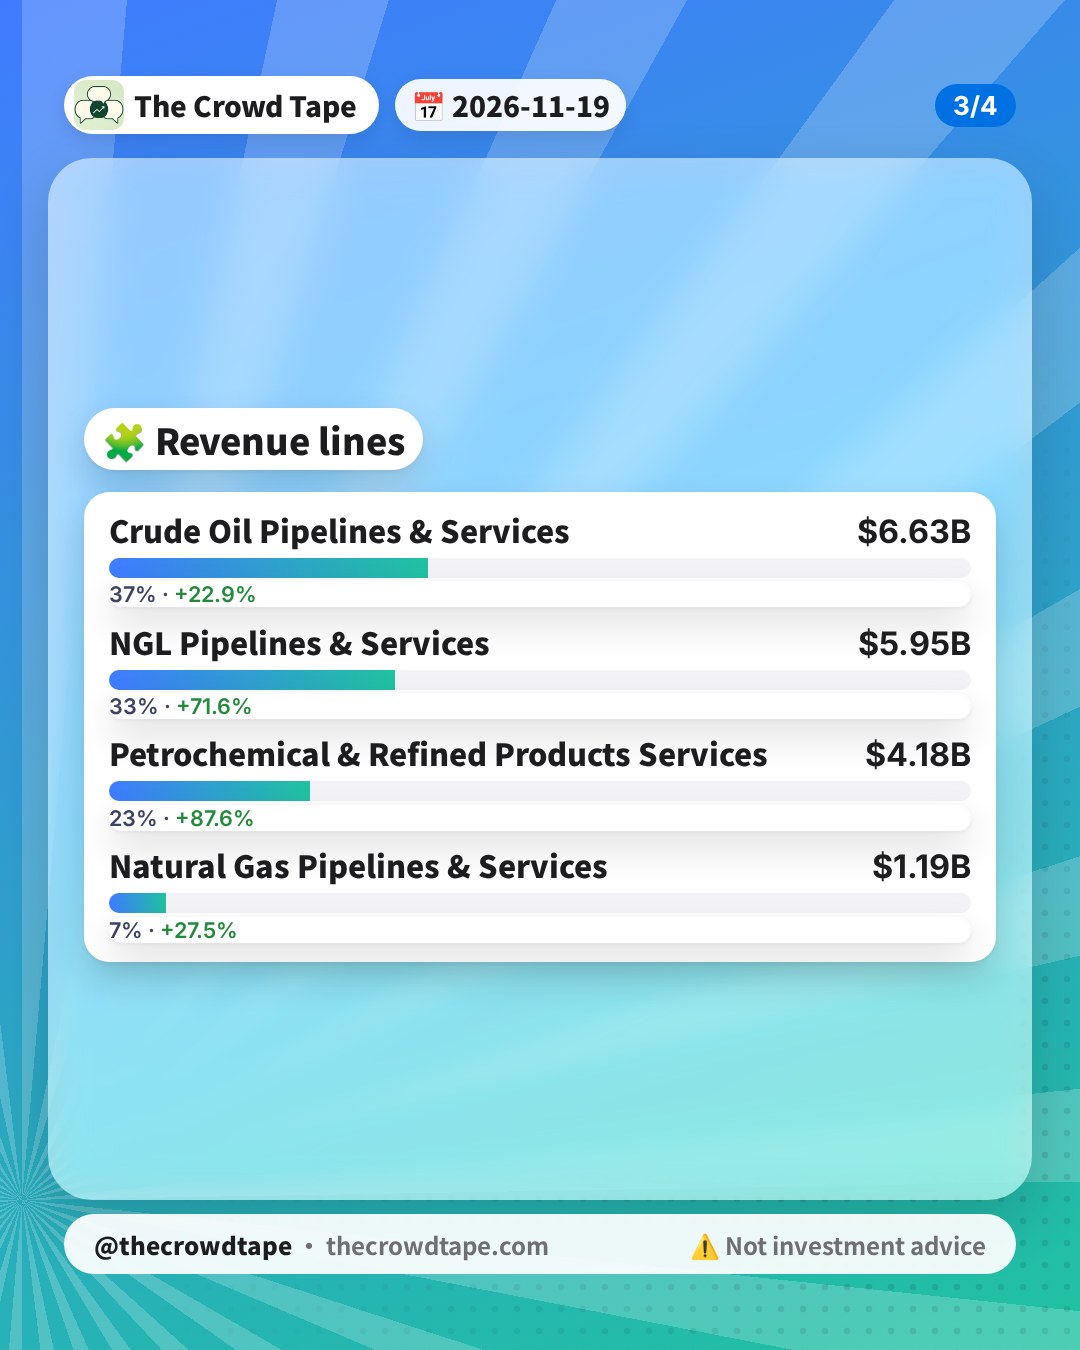 The Crowd Tape
July
2026-11-19
3/4
🧩 Revenue lines
Crude Oil Pipelines & Services $6.63B
37% · +22.9%
NGL Pipelines & Services $5.95B
33% · +71.6%
Petrochemical & Refined Products Services $4.18B
23% · +87.6%
Natural Gas Pipelines & Services $1.19B
7% · +27.5%
@thecrowdtape • thecrowdtape.com ⚠️ Not investment advice